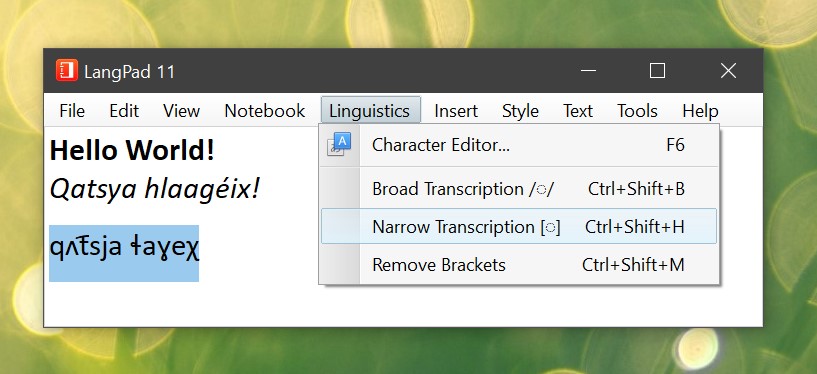 LangPad 11
File Edit View Notebook Linguistics Insert Style Text Tools Help
Hello World!
Qatsya hlaagéix!
qʌt͡sja ɬaɣeχ
Character Editor... F6
Broad Transcription /◌/ Ctrl+Shift+B
Narrow Transcription [◌] Ctrl+Shift+H
Remove Brackets Ctrl+Shift+M